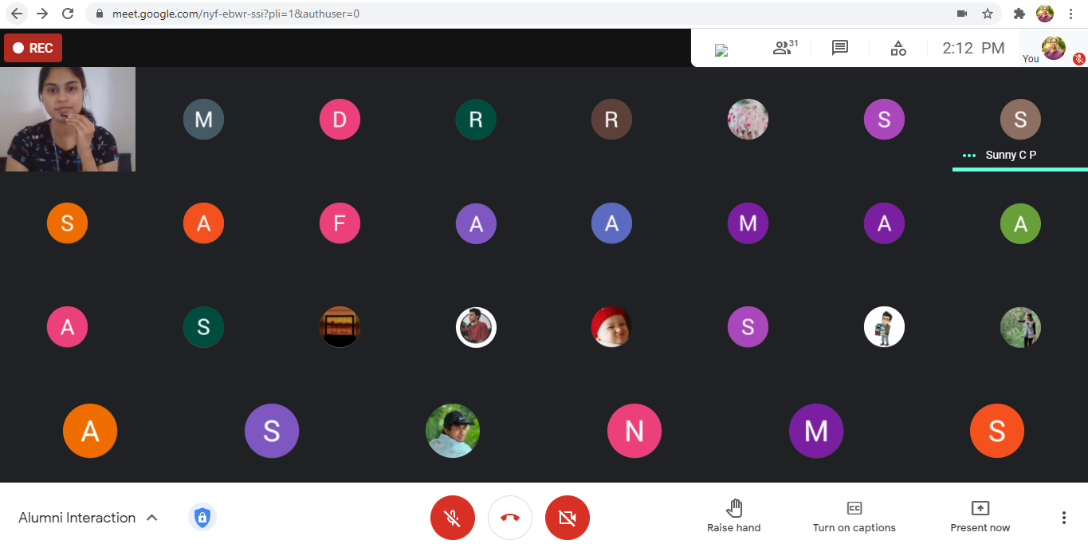 meet.google.com/nyf-ebwr-ssi?pli=1&authuser=0
REC
31
2:12 PM
You
M D R R S S
Sunny C P
S A F A A M A A
A S S
A S N M S
Alumni Interaction
CC
Raise hand Turn on captions Present now